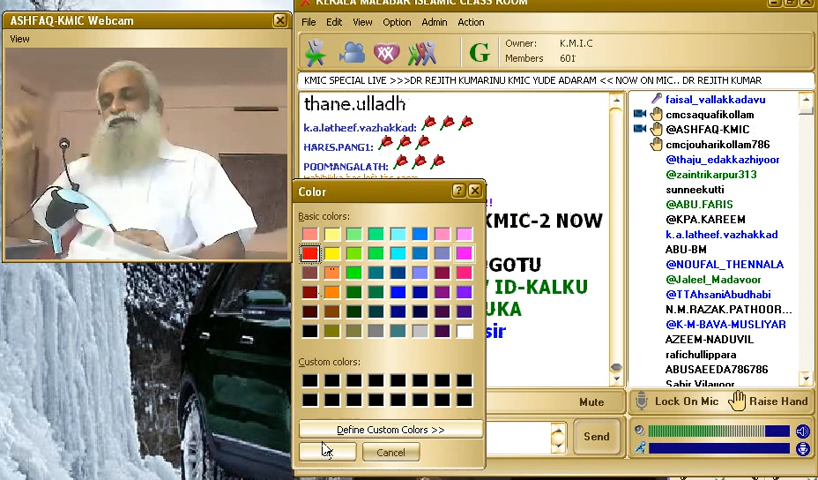 ASHFAQ-KMIC Webcam
View
KERALA MALABAR ISLAMIC CLASS ROOM
File Edit View Option Admin Action
G
Owner: K.M.I.C
Members 601
KMIC SPECIAL LIVE >>>DR REJITH KUMARINU KMIC YUDE ADARAM << NOW ON MIC.. DR REJITH KUMAR
thane.ulladh
k.a.latheef.vazhakkad:
HARIS.PANG1:
POOMANGALATH:
KMIC-2 NOW
GOTU
ID-KALKU
UKA
sir
Color
Basic colors:
Custom colors:
Define Custom Colors >>
Cancel
faisal_vallakkadavu
cmcsaquafikollam
@ASHFAQ-KMIC
cmcjouharikollam786
@thaju_edakkazhiyoor
@zaintrikarpur313
sunneekutti
@ABU.FARIS
@KPA.KAREEM
k.a.latheef.vazhakkad
ABU-BM
@NOUFAL_THENNALA
@Jaleel_Madavoor
@TTAhsaniAbudhabi
N.M.RAZAK.PATHOOR...
@K-M-BAVA-MUSLIYAR
AZEEM-NADUVIL
rafichullippara
ABUSAEEDA786786
Sabir Vilayoor
Mute
Lock On Mic
Raise Hand
Send